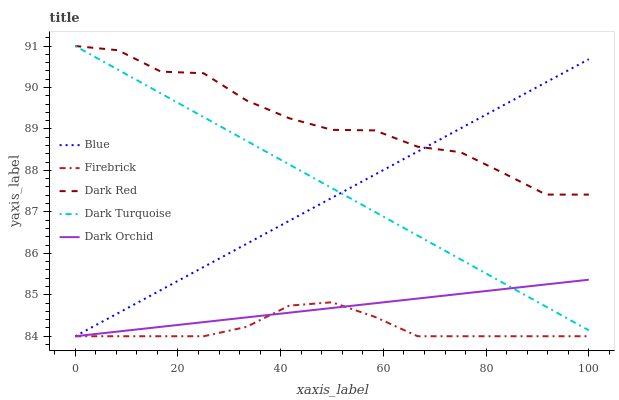 title
yaxis_label
91
90
89
88
87
86
85
84
Blue
Firebrick
Dark Red
Dark Turquoise
Dark Orchid
0 20 40 60 80 100
xaxis_label